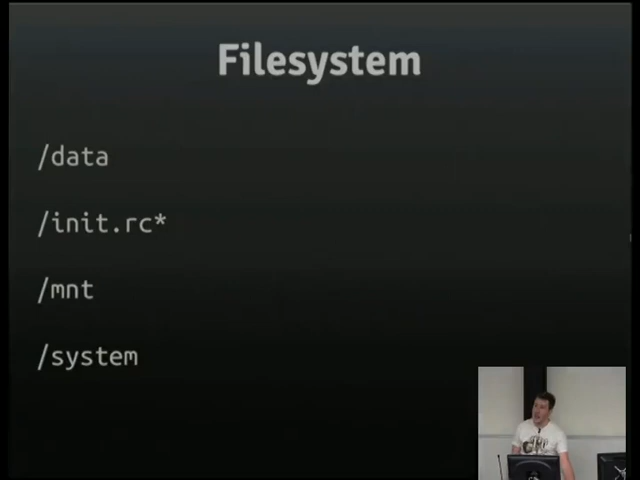 Filesystem
/data
/init.rc*
/mnt
/system